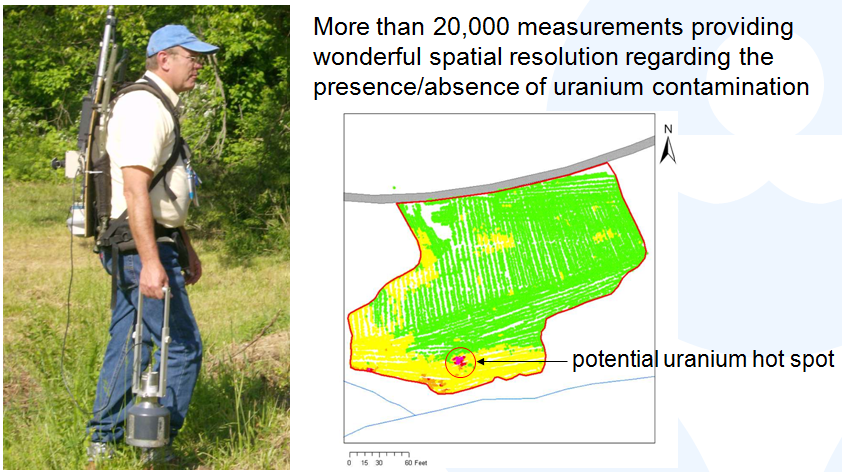 More than 20,000 measurements providing
wonderful spatial resolution regarding the
presence/absence of uranium contamination
N
potential uranium hot spot
0 15 30 60 Feet